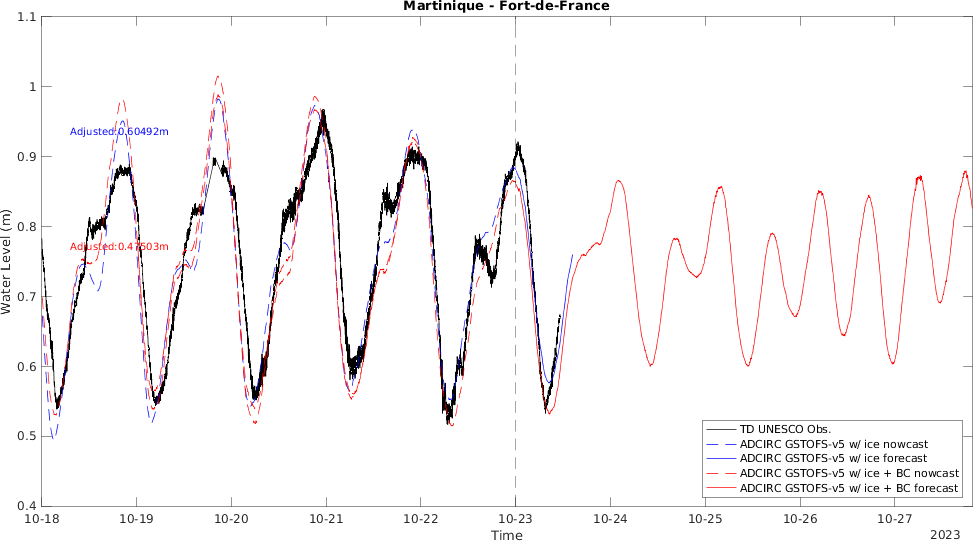 Martinique - Fort-de-France
1.1
1
0.9
0.8
0.7
0.6
0.5
0.4
Water Level (m)
Adjusted:0.60492m
Adjusted:0.47503m
TD UNESCO Obs.
ADCIRC GSTOFS-v5 w/ ice nowcast
ADCIRC GSTOFS-v5 w/ ice forecast
ADCIRC GSTOFS-v5 w/ ice + BC nowcast
ADCIRC GSTOFS-v5 w/ ice + BC forecast
10-18 10-19 10-20 10-21 10-22 10-23 10-24 10-25 10-26 10-27
Time
2023